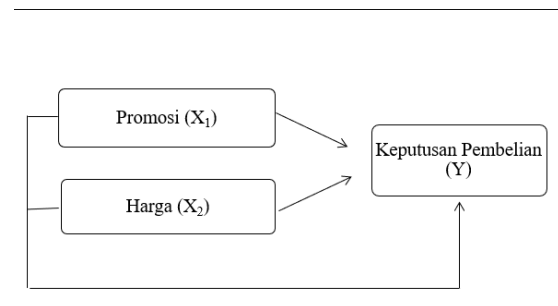 Promosi (X₁)
Keputusan Pembelian
(Y)
Harga (X₂)